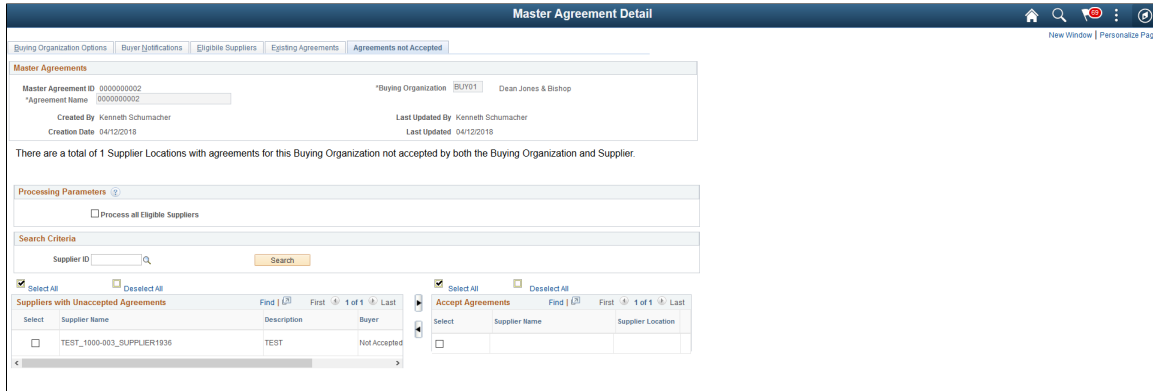 Master Agreement Detail
69
New Window | Personalize Pag
Buying Organization Options
Buyer Notifications
Eligibile Suppliers
Existing Agreements
Agreements not Accepted
Master Agreements
Master Agreement ID 0000000002
*Buying Organization BUY01 Dean Jones & Bishop
*Agreement Name 0000000002
Created By Kenneth Schumacher
Last Updated By Kenneth Schumacher
Creation Date 04/12/2018
Last Updated 04/12/2018
There are a total of 1 Supplier Locations with agreements for this Buying Organization not accepted by both the Buying Organization and Supplier.
Processing Parameters ?
Process all Eligible Suppliers
Search Criteria
Supplier ID
Search
Select All
Deselect All
Select All
Deselect All
Suppliers with Unaccepted Agreements
Find | First 1 of 1 Last
Accept Agreements
Find | First 1 of 1 Last
Select Supplier Name Description Buyer
Select Supplier Name Supplier Location
TEST_1000-003_SUPPLIER1936 TEST Not Accepted